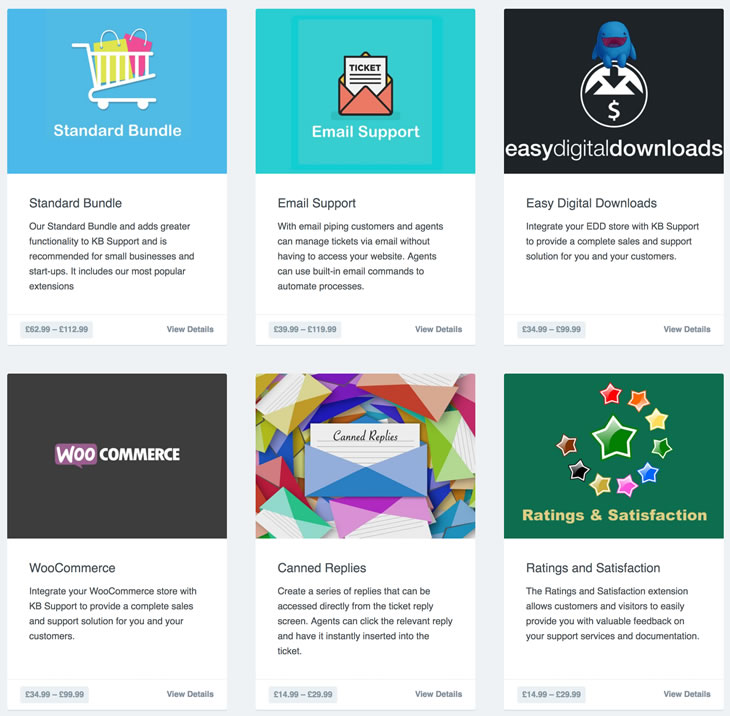 Standard Bundle
TICKET
Email Support
$
easydigitaldownloads
Standard Bundle
Our Standard Bundle and adds greater
functionality to KB Support and is
recommended for small businesses and
start-ups. It includes our most popular
extensions
£62.99 – £112.99
View Details
Email Support
With email piping customers and agents
can manage tickets via email without
having to access your website. Agents
can use built-in email commands to
automate processes.
£39.99 – £119.99
View Details
Easy Digital Downloads
Integrate your EDD store with KB Support
to provide a complete sales and support
solution for you and your customers.
£34.99 – £99.99
View Details
WOO COMMERCE
Canned Replies
Ratings & Satisfaction
WooCommerce
Integrate your WooCommerce store with
KB Support to provide a complete sales
and support solution for you and your
customers.
£34.99 – £99.99
View Details
Canned Replies
Create a series of replies that can be
accessed directly from the ticket reply
screen. Agents can click the relevant reply
and have it instantly inserted into the
ticket.
£14.99 – £29.99
View Details
Ratings and Satisfaction
The Ratings and Satisfaction extension
allows customers and visitors to easily
provide you with valuable feedback on
your support services and documentation.
£14.99 – £29.99
View Details